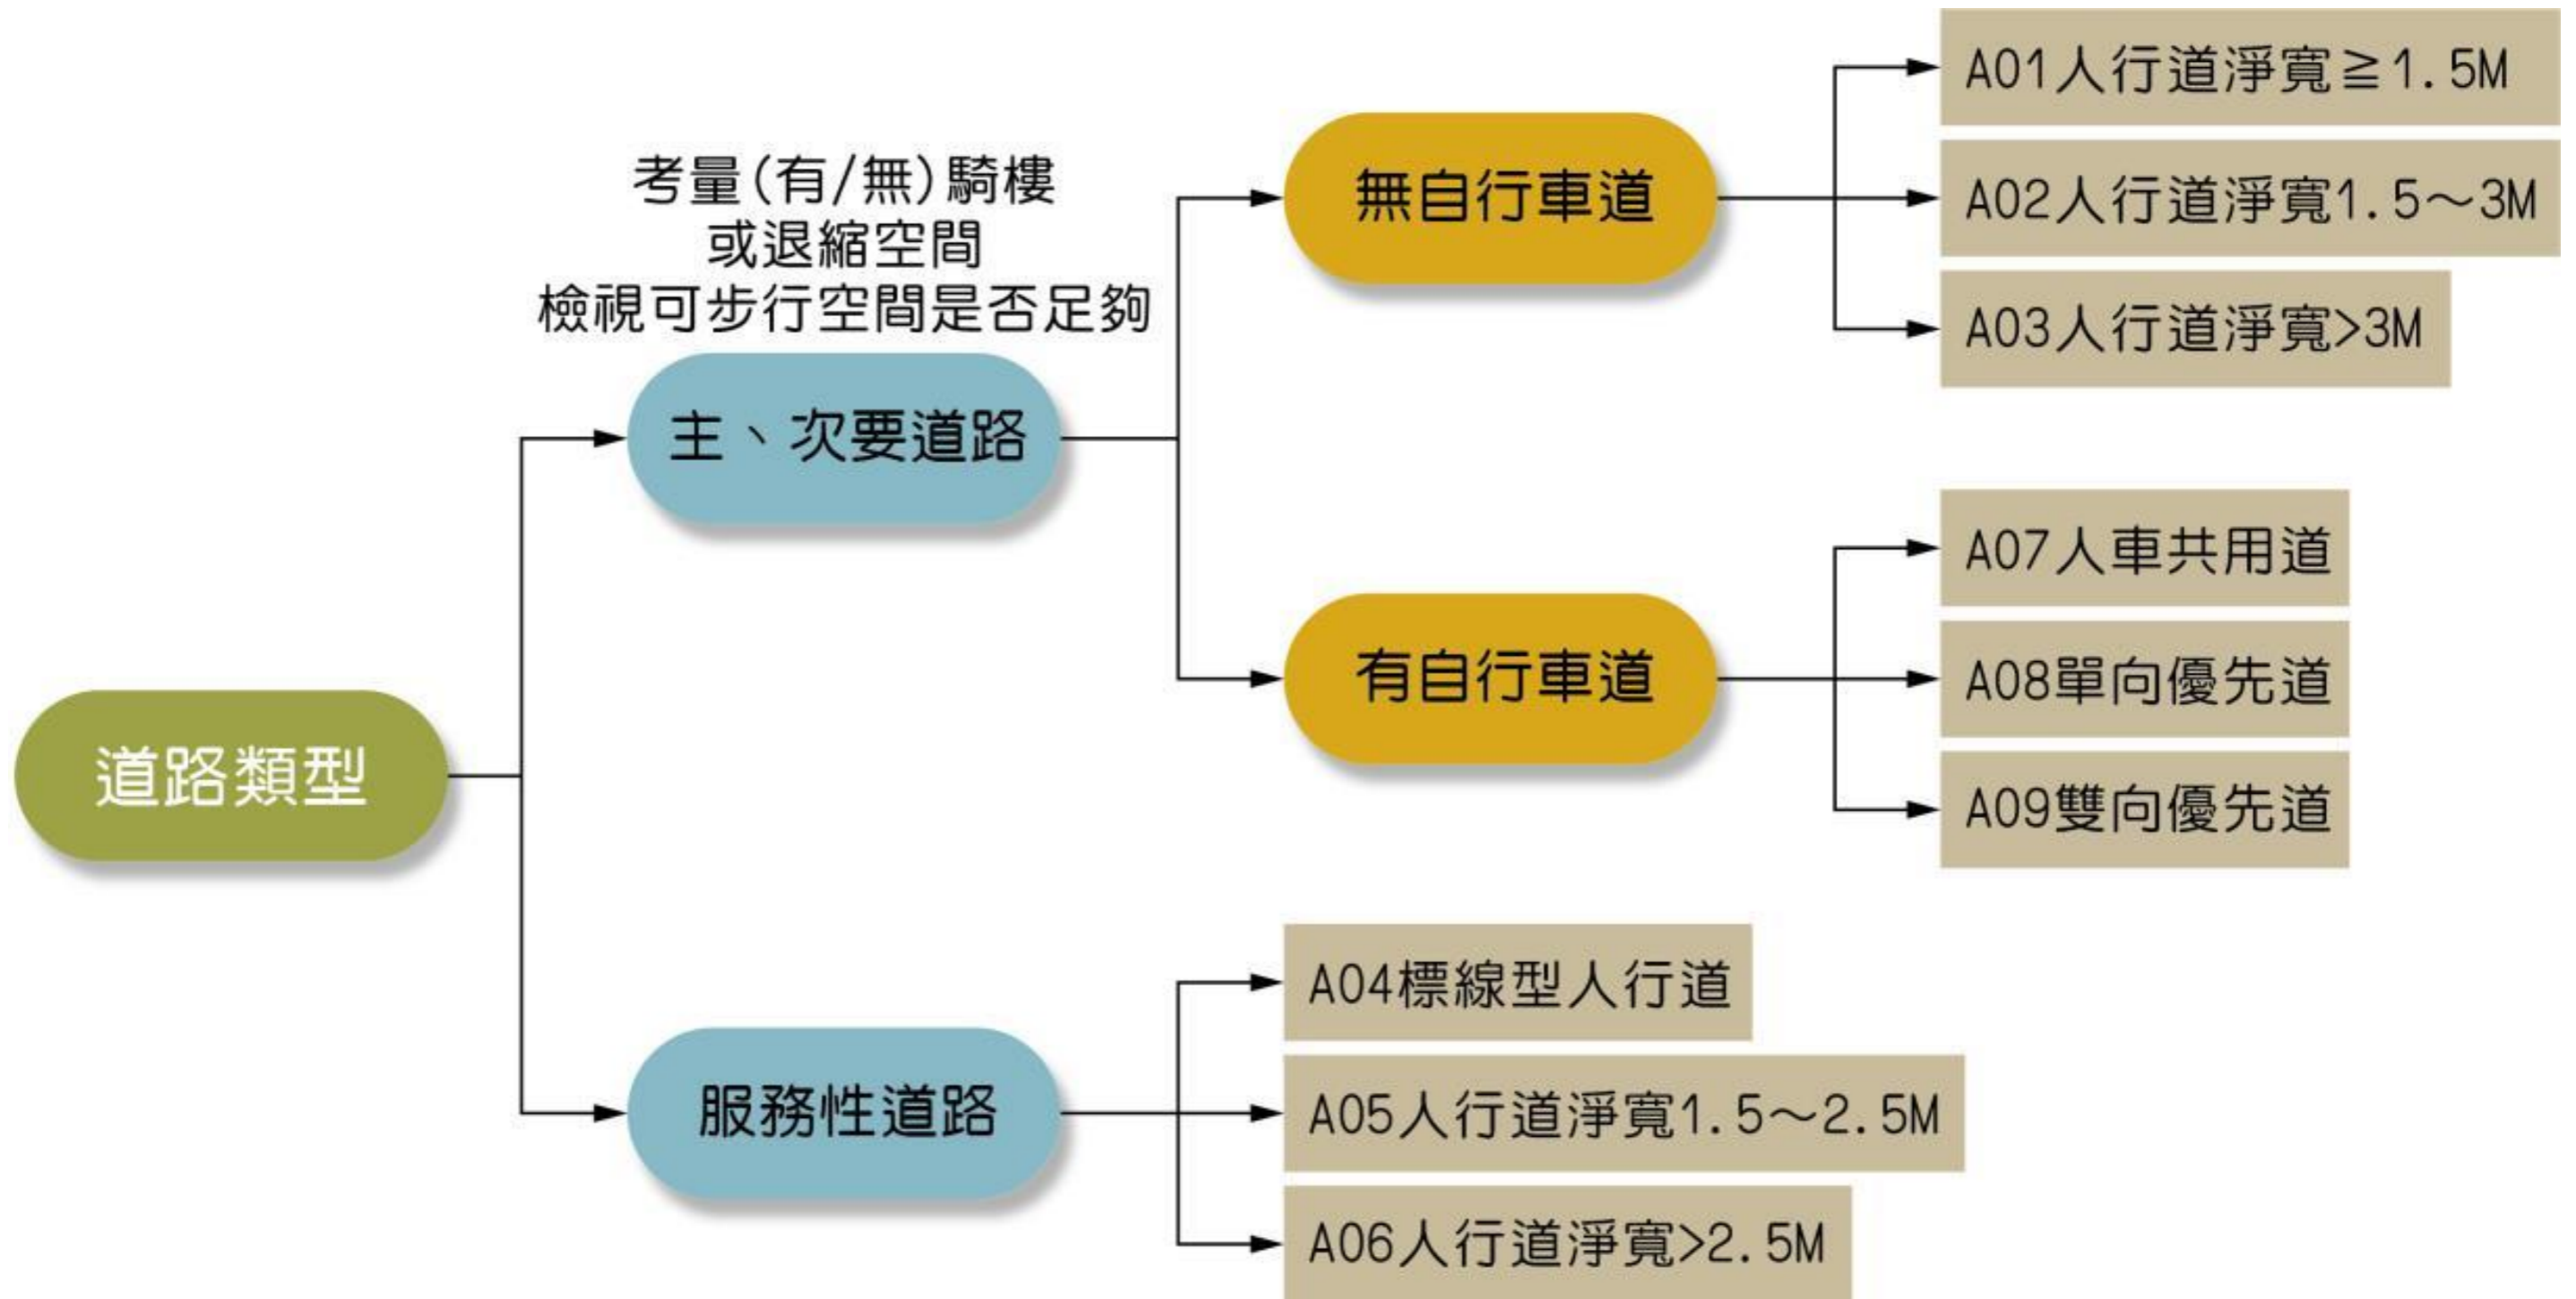 考量(有/無)騎樓
或退縮空間
檢視可步行空間是否足夠
道路類型
主、次要道路
無自行車道
A01人行道淨寬≧1.5M
A02人行道淨寬1.5～3M
A03人行道淨寬>3M
有自行車道
A07人車共用道
A08單向優先道
A09雙向優先道
服務性道路
A04標線型人行道
A05人行道淨寬1.5～2.5M
A06人行道淨寬>2.5M